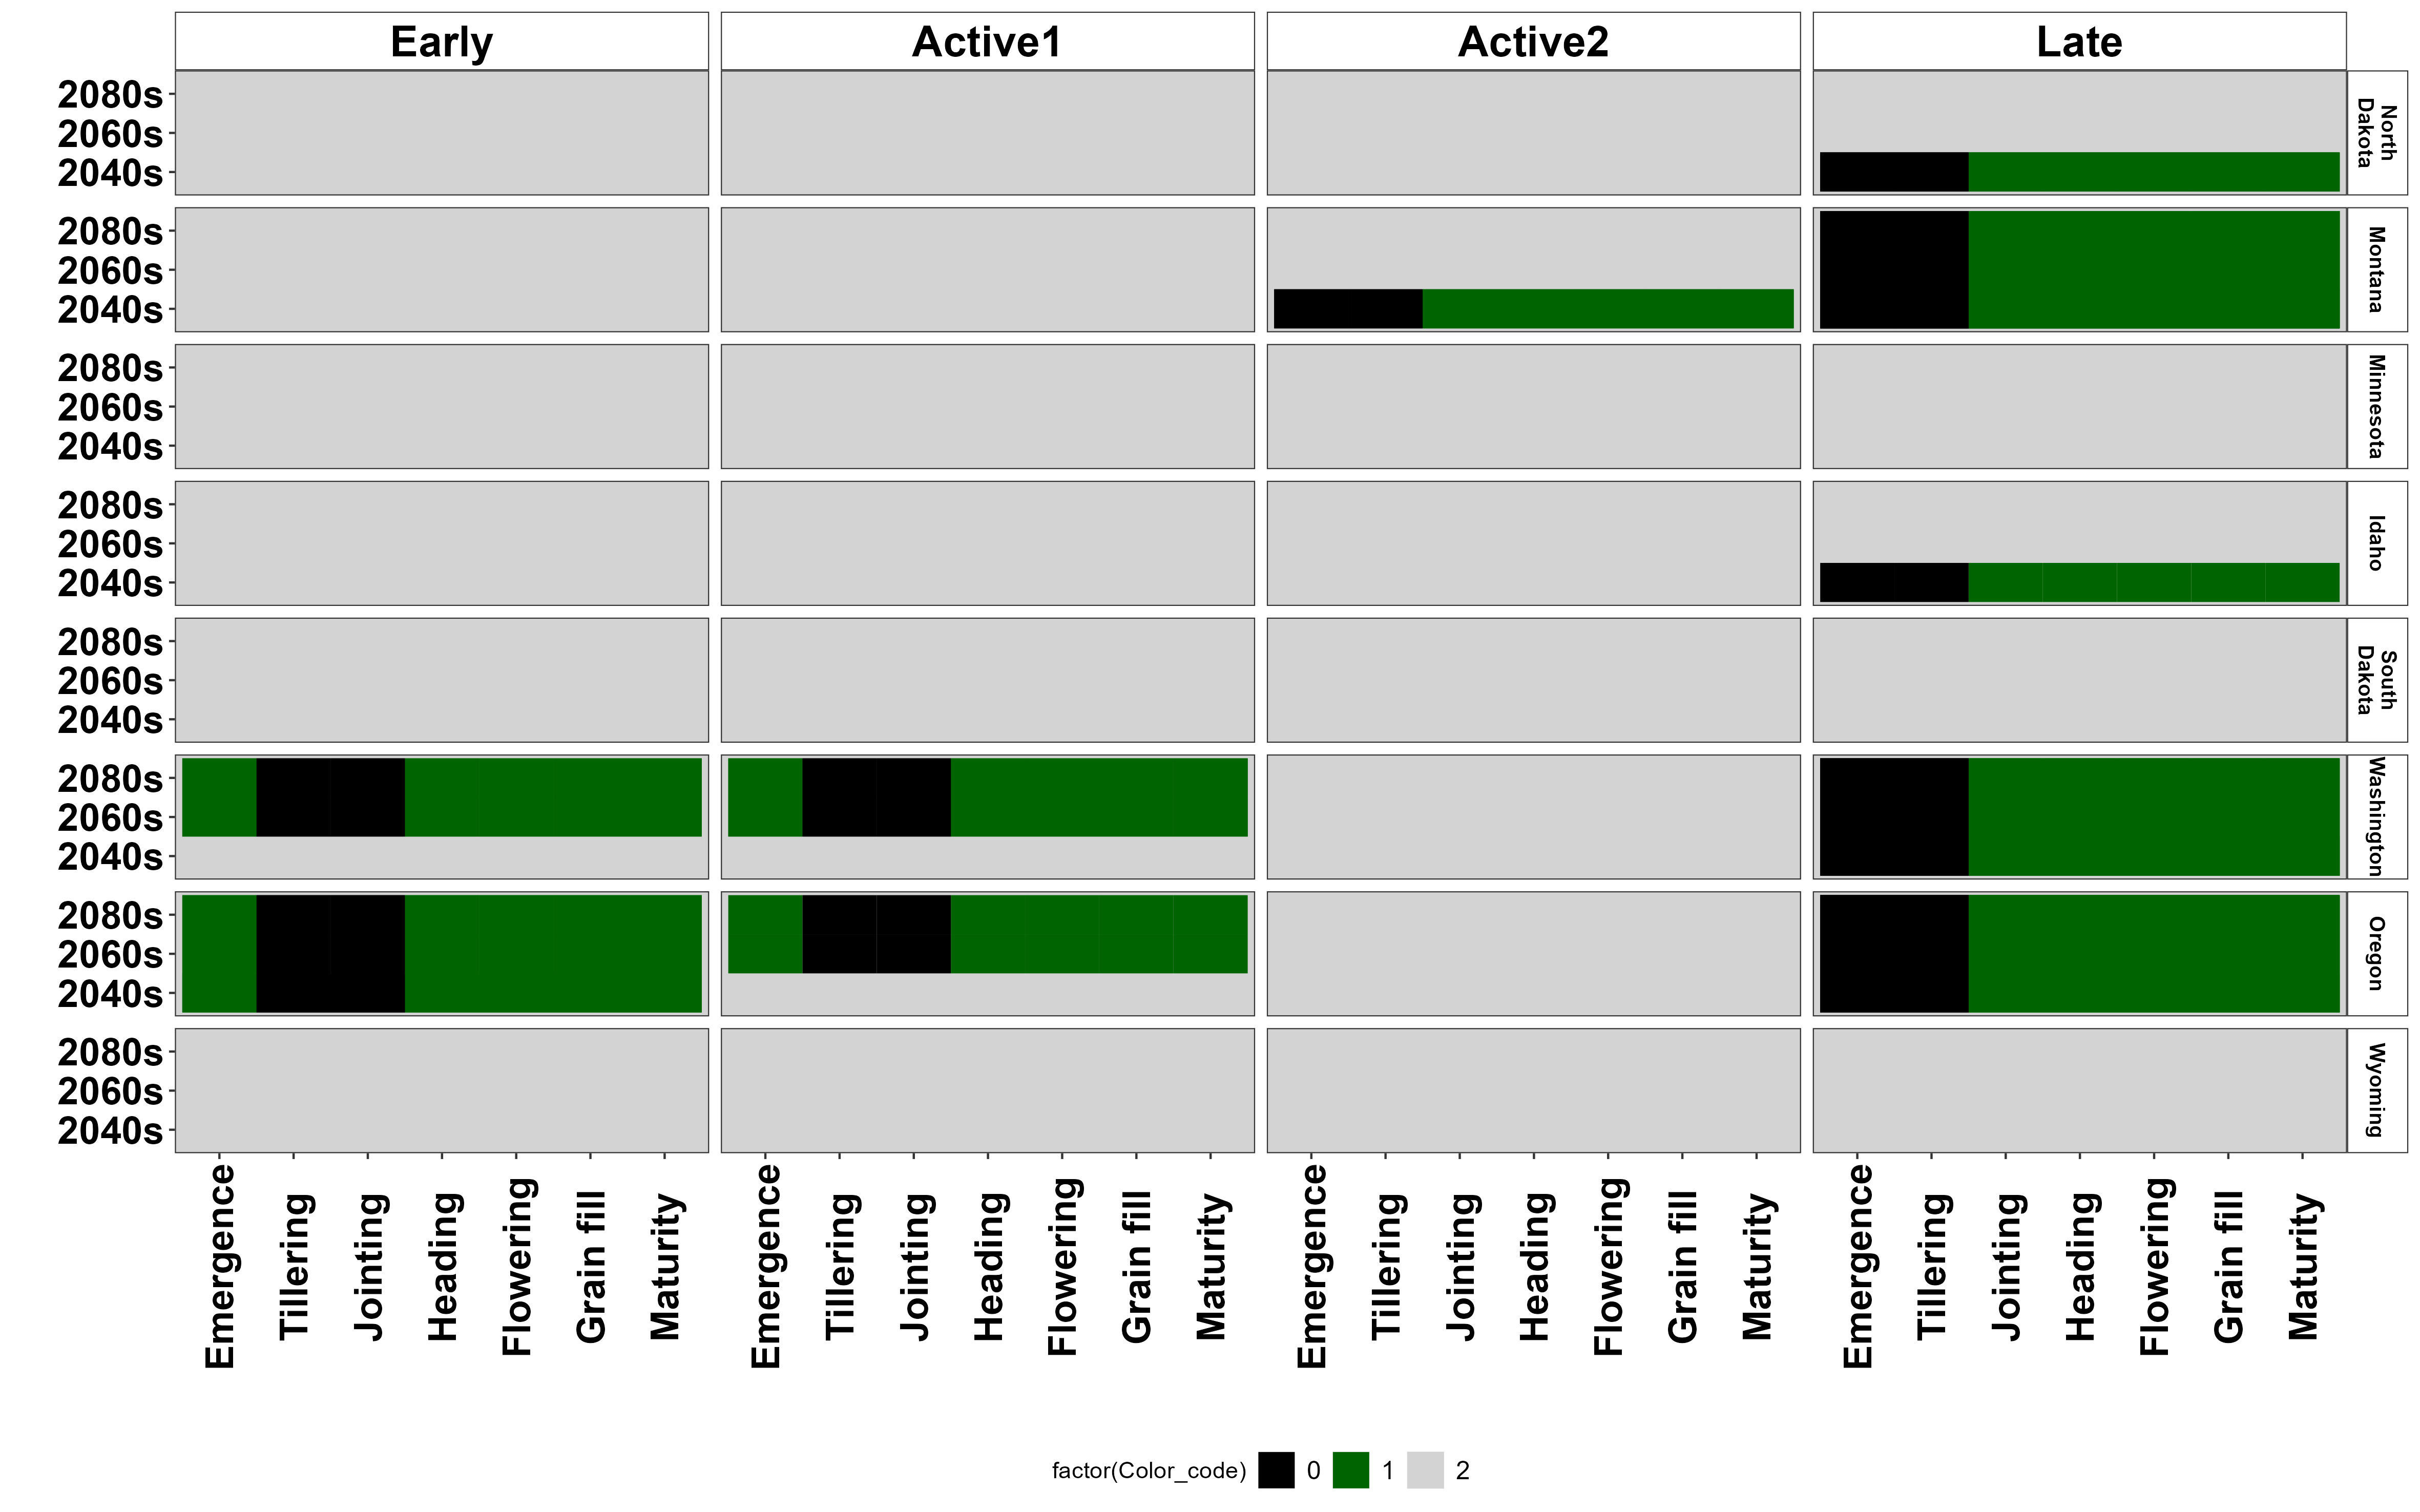 Early Active1 Active2 Late
2080s
2060s
2040s
North
Dakota
2080s
2060s
2040s
Montana
2080s
2060s
2040s
Minnesota
2080s
2060s
2040s
Idaho
2080s
2060s
2040s
South
Dakota
2080s
2060s
2040s
Washington
2080s
2060s
2040s
Oregon
2080s
2060s
2040s
Wyoming
Emergence
Tillering
Jointing
Heading
Flowering
Grain fill
Maturity
Emergence
Tillering
Jointing
Heading
Flowering
Grain fill
Maturity
Emergence
Tillering
Jointing
Heading
Flowering
Grain fill
Maturity
Emergence
Tillering
Jointing
Heading
Flowering
Grain fill
Maturity
factor(Color_code) 0 1 2